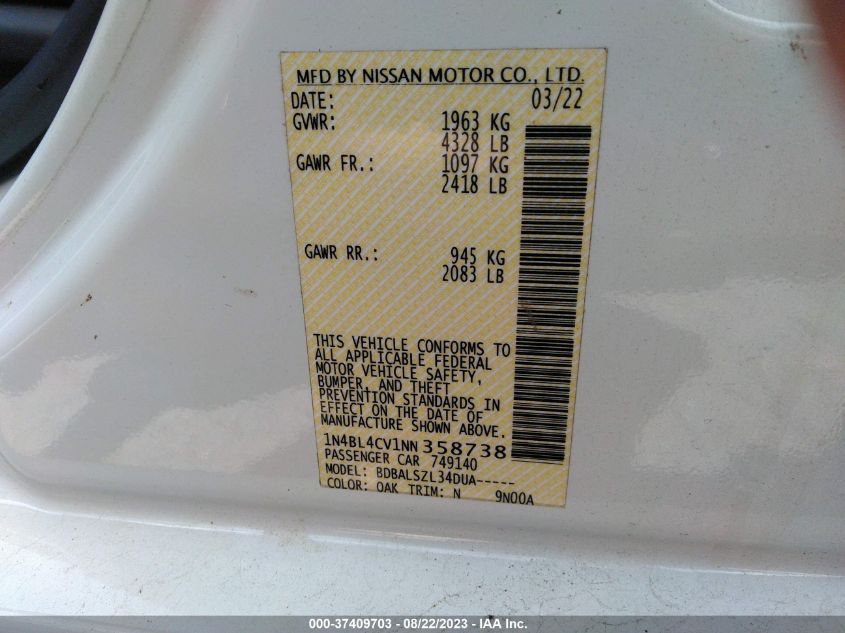 MFD BY NISSAN MOTOR CO., LTD.
DATE: 03/22
GVWR: 1963 KG
4328 LB
GAWR FR.: 1097 KG
2418 LB
GAWR RR.: 945 KG
2083 LB
THIS VEHICLE CONFORMS TO
ALL APPLICABLE FEDERAL
MOTOR VEHICLE SAFETY,
BUMPER, AND THEFT
PREVENTION STANDARDS IN
EFFECT ON THE DATE OF
MANUFACTURE SHOWN ABOVE.
1N4BL4CV1NN358738
PASSENGER CAR 749140
MODEL: BDBALSZL34DUA-----
COLOR: QAK TRIM: N 9N00A
000-37409703 - 08/22/2023 - IAA Inc.